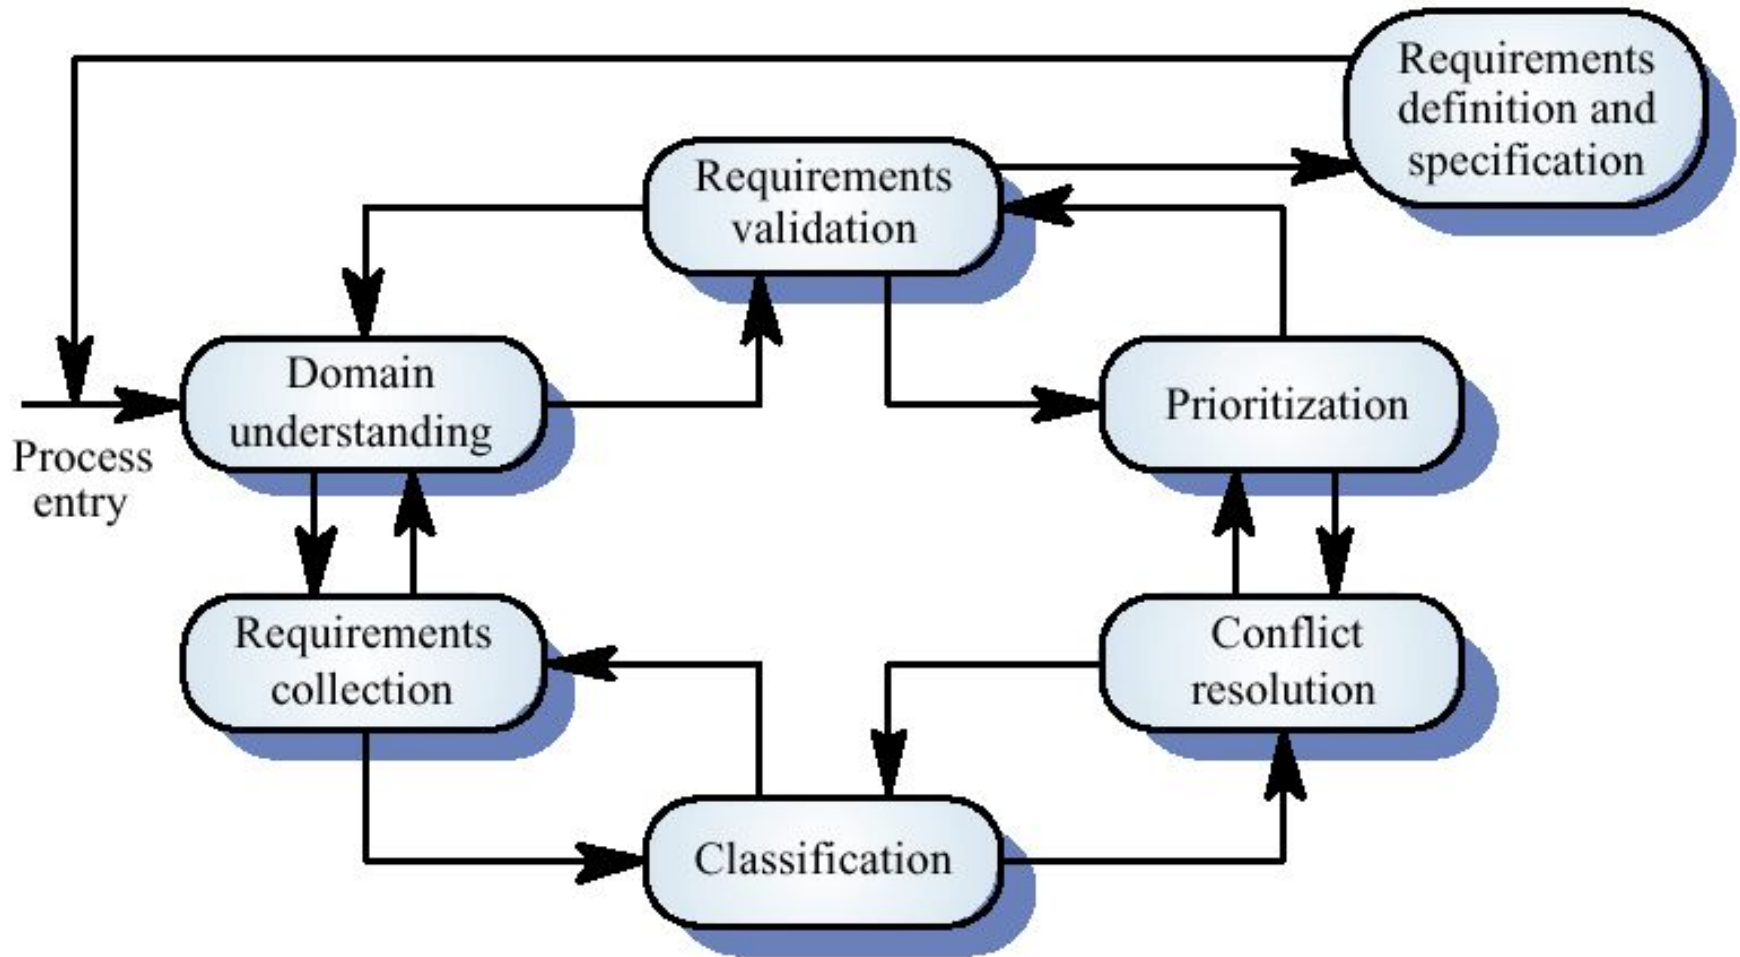 Requirements
definition and
specification
Requirements
validation
Domain
understanding
Prioritization
Process
entry
Requirements
collection
Conflict
resolution
Classification